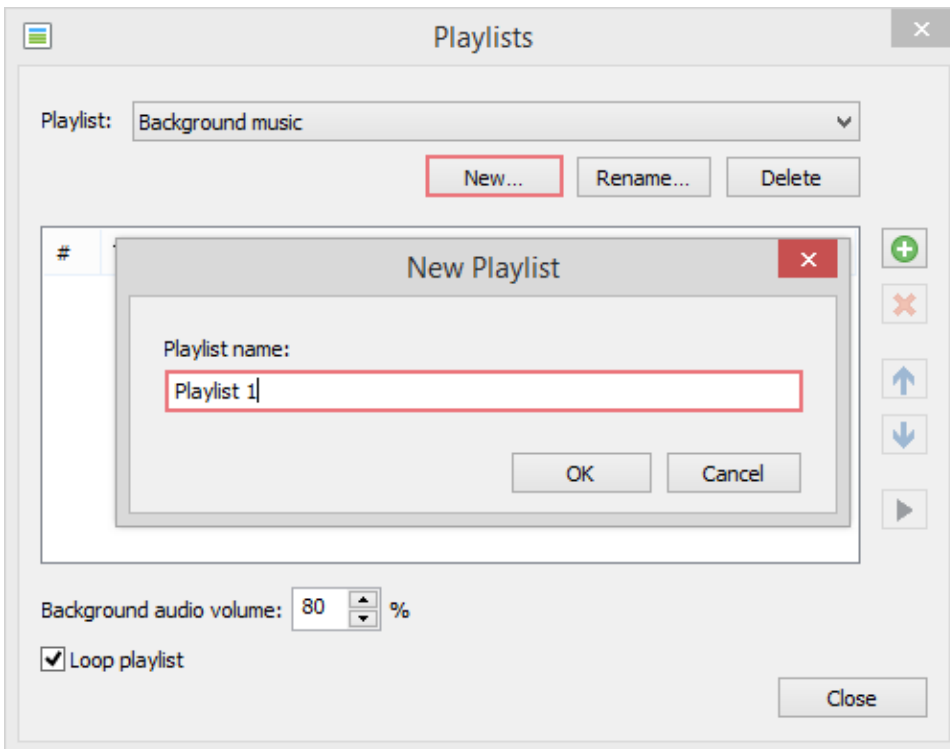 Playlists
Playlist: Background music
New... Rename... Delete
#
New Playlist
Playlist name:
Playlist 1
OK Cancel
Background audio volume: 80 %
Loop playlist
Close